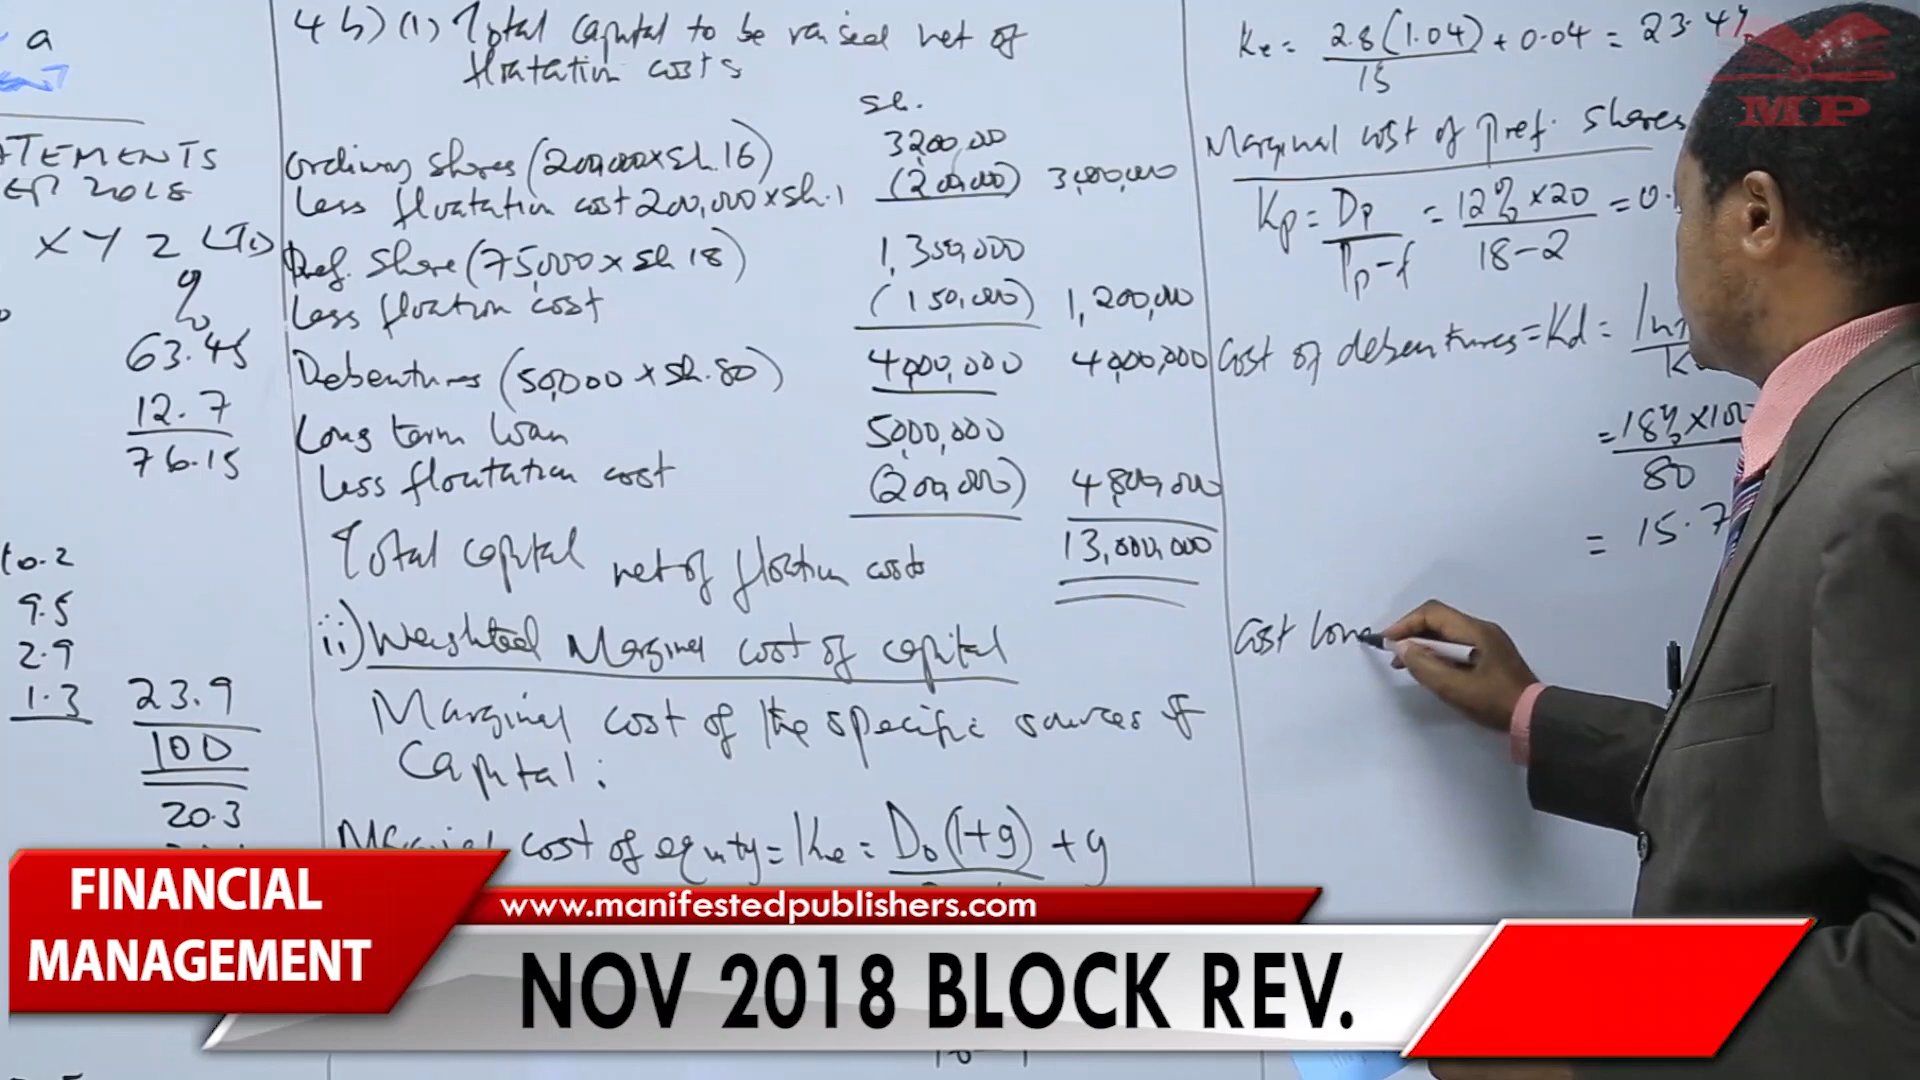 a
ATEMENTS
XYZ LTD
%
63.45
12.7
76.15
10.2
9.5
2.9
1.3 23.9
100
20.3
4 b) (i) Total capital to be raised net of
floatation costs
sh.
Ordinary shares (200,000 x sh.16) 3200,000
Less floatation cost 200,000 x sh.1 (200,000) 3,000,000
Pref. share (75,000 x sh 18) 1,350,000
Less floation cost (150,000) 1,200,000
Debentures (50,000 x sh.80) 4,000,000 4,000,000
Long term loan 5,000,000
Less floatation cost (200,000) 4,800,000
Total capital net of floation costs 13,000,000
ii) Weighted Marginal cost of capital
Marginal cost of the specific sources of
Capital:
Marginal cost of equity = Ke = D₀(1+g) + g
Ke = 2.8(1.04) + 0.04 = 23.4%
15
Marginal cost of pref. shares
Kp = Dp = 12% x 20 = 0.
Pp-f 18-2
Cost of debentures = Kd =
= 18% x 100
80
= 15.7
Cost long
MP
FINANCIAL
MANAGEMENT
www.manifestedpublishers.com
NOV 2018 BLOCK REV.